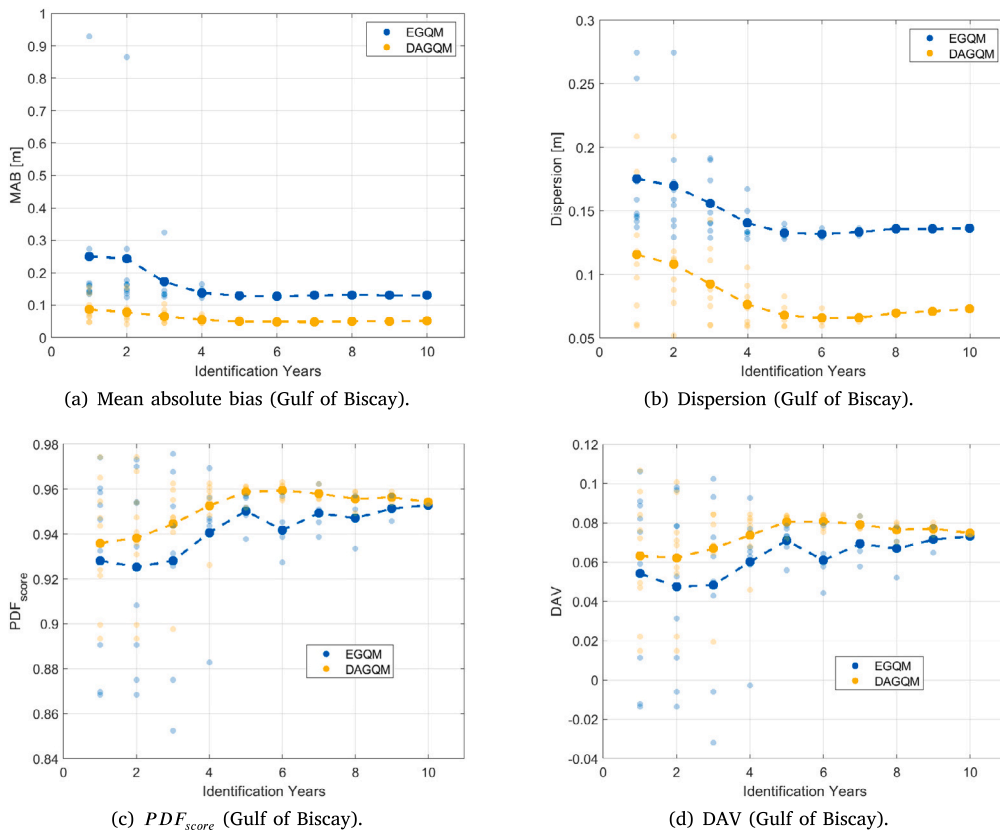 1
0.9
0.8
0.7
0.6
0.5
0.4
0.3
0.2
0.1
0
MAB [m]
EGQM
DAGQM
0 2 4 6 8 10
Identification Years
(a) Mean absolute bias (Gulf of Biscay).
0.3
0.25
0.2
0.15
0.1
0.05
Dispersion [m]
EGQM
DAGQM
0 2 4 6 8 10
Identification Years
(b) Dispersion (Gulf of Biscay).
0.98
0.96
0.94
0.92
0.9
0.88
0.86
0.84
PDFscore
EGQM
DAGQM
0 2 4 6 8 10
Identification Years
(c) PDFscore (Gulf of Biscay).
0.12
0.1
0.08
0.06
0.04
0.02
0
-0.02
-0.04
DAV
EGQM
DAGQM
0 2 4 6 8 10
Identification Years
(d) DAV (Gulf of Biscay).